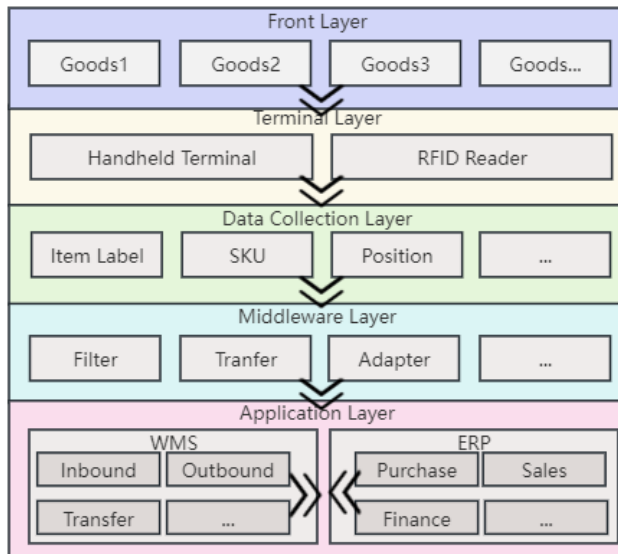 Front Layer
Goods1 Goods2 Goods3 Goods...
Terminal Layer
Handheld Terminal RFID Reader
Data Collection Layer
Item Label SKU Position ...
Middleware Layer
Filter Tranfer Adapter ...
Application Layer
WMS ERP
Inbound Outbound Purchase Sales
Transfer ... Finance ...